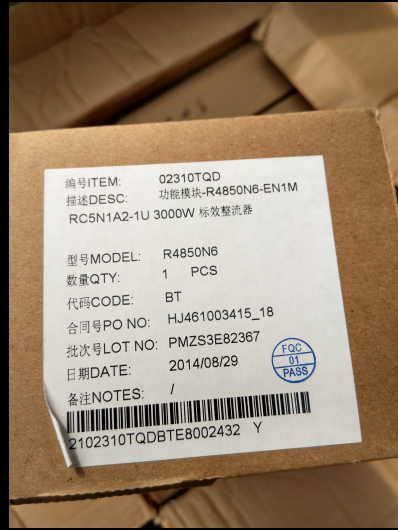 编号ITEM: 02310TQD
描述DESC: 功能模块-R4850N6-EN1M
RC5N1A2-1U 3000W 标效整流器
型号MODEL: R4850N6
数量QTY: 1 PCS
代码CODE: BT
合同号PO NO: HJ461003415_18
批次号LOT NO: PMZS3E82367
日期DATE: 2014/08/29
FQC
01
PASS
备注NOTES: /
2102310TQDBTE8002432 Y